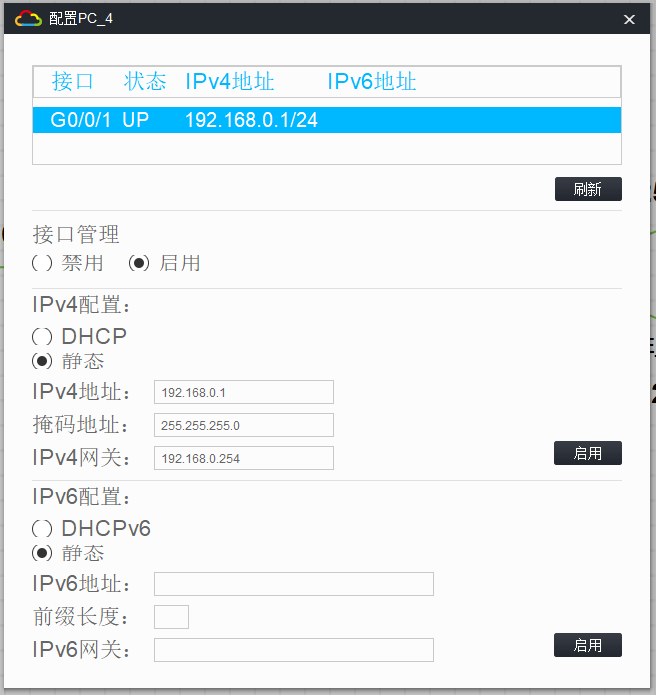 配置PC_4
接口 状态 IPv4地址 IPv6地址
G0/0/1 UP 192.168.0.1/24
刷新
接口管理
禁用 启用
IPv4配置：
DHCP
静态
IPv4地址： 192.168.0.1
掩码地址： 255.255.255.0
IPv4网关： 192.168.0.254
启用
IPv6配置：
DHCPv6
静态
IPv6地址：
前缀长度：
IPv6网关：
启用